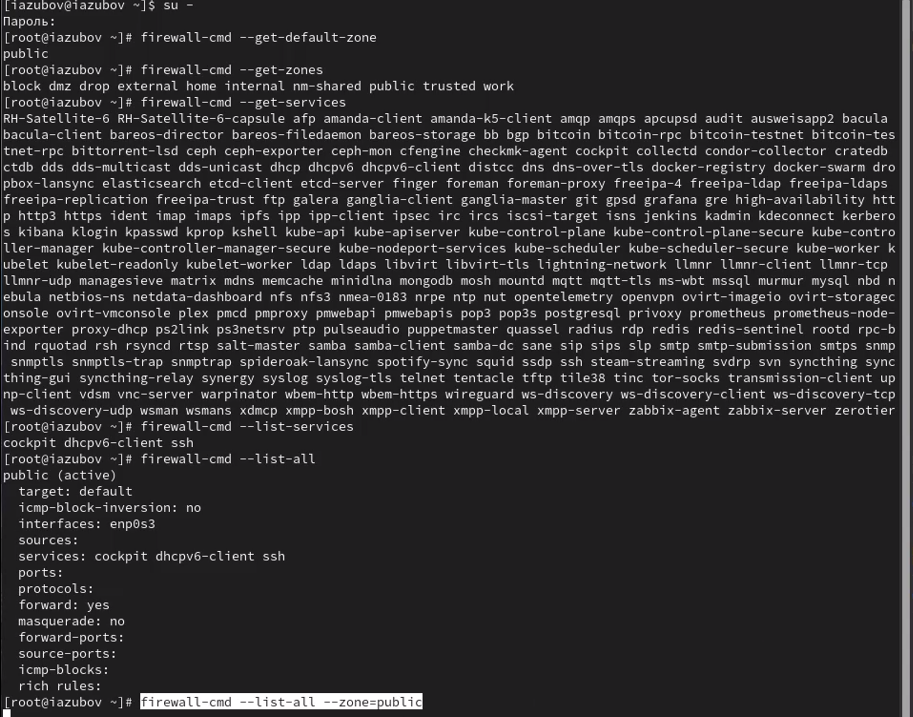 [iazubov@iazubov ~]$ su -
Пароль:
[root@iazubov ~]# firewall-cmd --get-default-zone
public
[root@iazubov ~]# firewall-cmd --get-zones
block dmz drop external home internal nm-shared public trusted work
[root@iazubov ~]# firewall-cmd --get-services
RH-Satellite-6 RH-Satellite-6-capsule afp amanda-client amanda-k5-client amqp amqps apcupsd audit ausweisapp2 bacula
bacula-client bareos-director bareos-filedaemon bareos-storage bb bgp bitcoin bitcoin-rpc bitcoin-testnet bitcoin-tes
tnet-rpc bittorrent-lsd ceph ceph-exporter ceph-mon cfengine checkmk-agent cockpit collectd condor-collector cratedb
ctdb dds dds-multicast dds-unicast dhcp dhcpv6 dhcpv6-client distcc dns dns-over-tls docker-registry docker-swarm dro
pbox-lansync elasticsearch etcd-client etcd-server finger foreman foreman-proxy freeipa-4 freeipa-ldap freeipa-ldaps
freeipa-replication freeipa-trust ftp galera ganglia-client ganglia-master git gpsd grafana gre high-availability htt
p http3 https ident imap imaps ipfs ipp ipp-client ipsec irc ircs iscsi-target isns jenkins kadmin kdeconnect kerbero
s kibana klogin kpasswd kprop kshell kube-api kube-apiserver kube-control-plane kube-control-plane-secure kube-contro
ller-manager kube-controller-manager-secure kube-nodeport-services kube-scheduler kube-scheduler-secure kube-worker k
ubelet kubelet-readonly kubelet-worker ldap ldaps libvirt libvirt-tls lightning-network llmnr llmnr-client llmnr-tcp
llmnr-udp managesieve matrix mdns memcache minidlna mongodb mosh mountd mqtt mqtt-tls ms-wbt mssql murmur mysql nbd n
ebula netbios-ns netdata-dashboard nfs nfs3 nmea-0183 nrpe ntp nut opentelemetry openvpn ovirt-imageio ovirt-storagec
onsole ovirt-vmconsole plex pmcd pmproxy pmwebapi pmwebapis pop3 pop3s postgresql privoxy prometheus prometheus-node-
exporter proxy-dhcp ps2link ps3netsrv ptp pulseaudio puppetmaster quassel radius rdp redis redis-sentinel rootd rpc-b
ind rquotad rsh rsyncd rtsp salt-master samba samba-client samba-dc sane sip sips slp smtp smtp-submission smtps snmp
snmptls snmptls-trap snmptrap spideroak-lansync spotify-sync squid ssdp ssh steam-streaming svdrp svn syncthing sync
thing-gui syncthing-relay synergy syslog syslog-tls telnet tentacle tftp tile38 tinc tor-socks transmission-client up
np-client vdsm vnc-server warpinator wbem-http wbem-https wireguard ws-discovery ws-discovery-client ws-discovery-tcp
ws-discovery-udp wsman wsmans xdmcp xmpp-bosh xmpp-client xmpp-local xmpp-server zabbix-agent zabbix-server zerotier
[root@iazubov ~]# firewall-cmd --list-services
cockpit dhcpv6-client ssh
[root@iazubov ~]# firewall-cmd --list-all
public (active)
target: default
icmp-block-inversion: no
interfaces: enp0s3
sources:
services: cockpit dhcpv6-client ssh
ports:
protocols:
forward: yes
masquerade: no
forward-ports:
source-ports:
icmp-blocks:
rich rules:
[root@iazubov ~]# firewall-cmd --list-all --zone=public